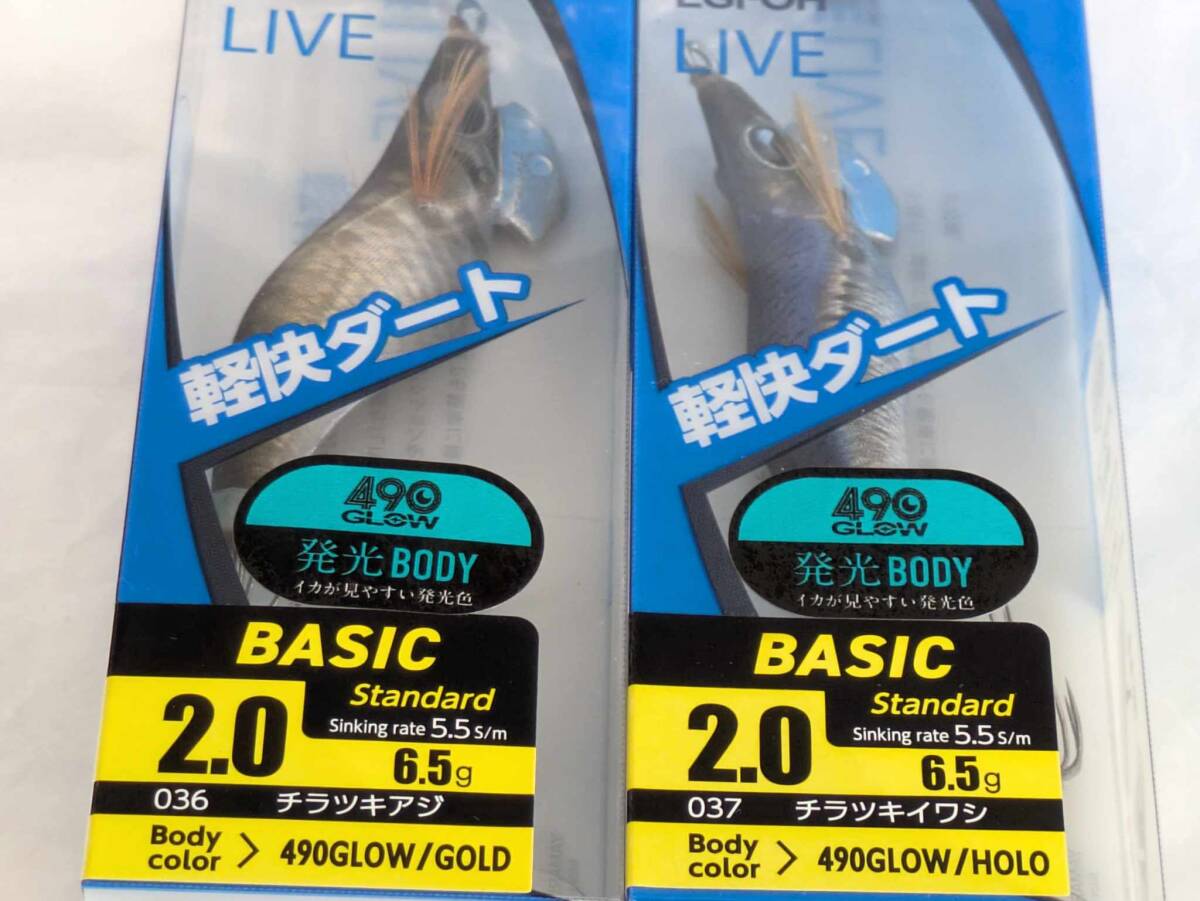 LIVE
軽快ダート
490
GLOW
発光BODY
イカが見やすい発光色
BASIC
Standard
2.0
Sinking rate 5.5 S/m
6.5g
036 チラツキアジ
Body color > 490GLOW/GOLD
EGI-OH
LIVE
軽快ダート
490
GLOW
発光BODY
イカが見やすい発光色
BASIC
Standard
2.0
Sinking rate 5.5 S/m
6.5g
037 チラツキイワシ
Body color > 490GLOW/HOLO